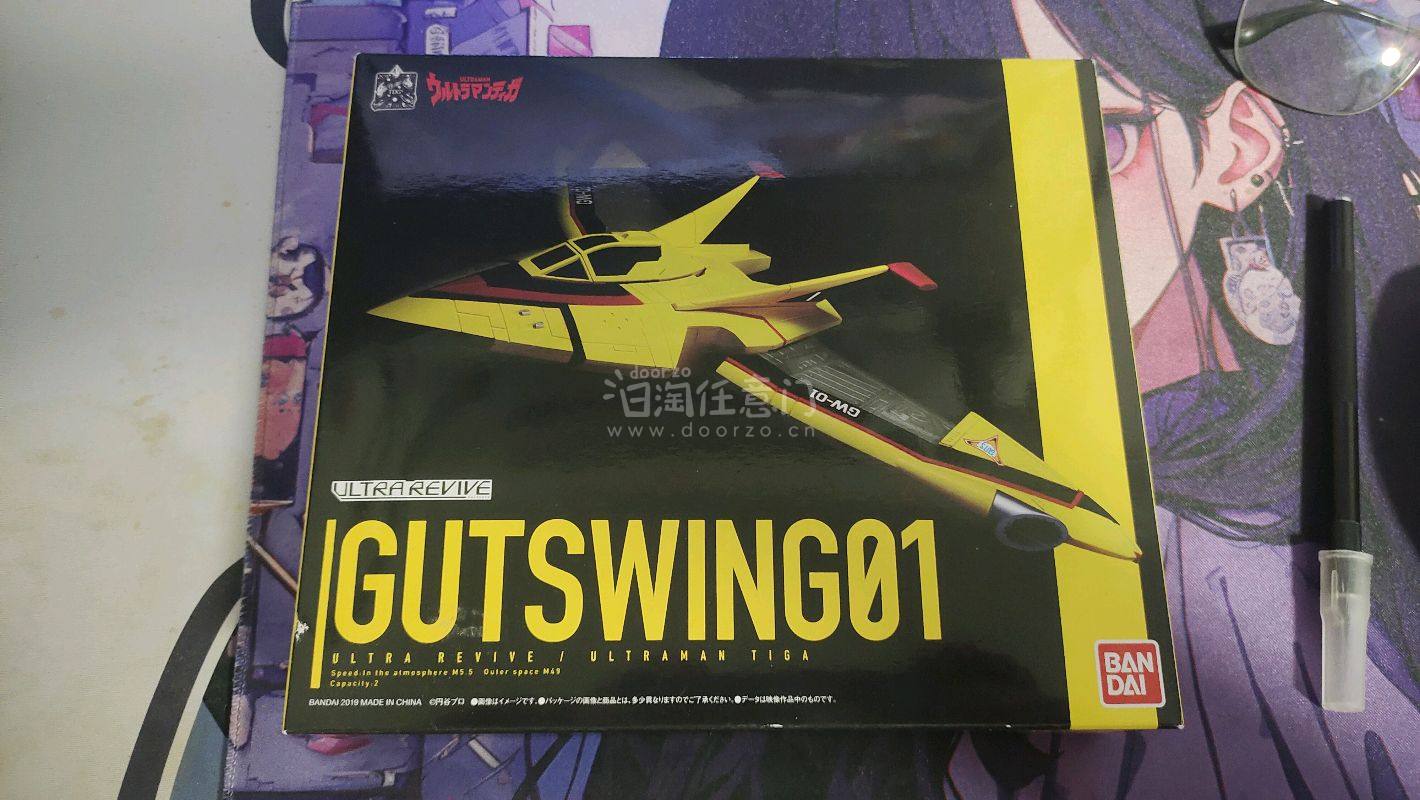 TDG
ULTRAMAN
ウルトラマンティガ
GW-01
GUTS
doorzo
日淘任意门
www.doorzo.cn
ULTRA REVIVE
GUTSWING01
ULTRA REVIVE / ULTRAMAN TIGA
Speed:In the atmosphere M5.5 Outer space M49
Capacity:2
BANDAI 2019 MADE IN CHINA ©円谷プロ ●画像はイメージです。●パッケージの画像と商品とは、多少異なりますのでご了承ください。●データは映像作品中のものです。
BAN
DAI